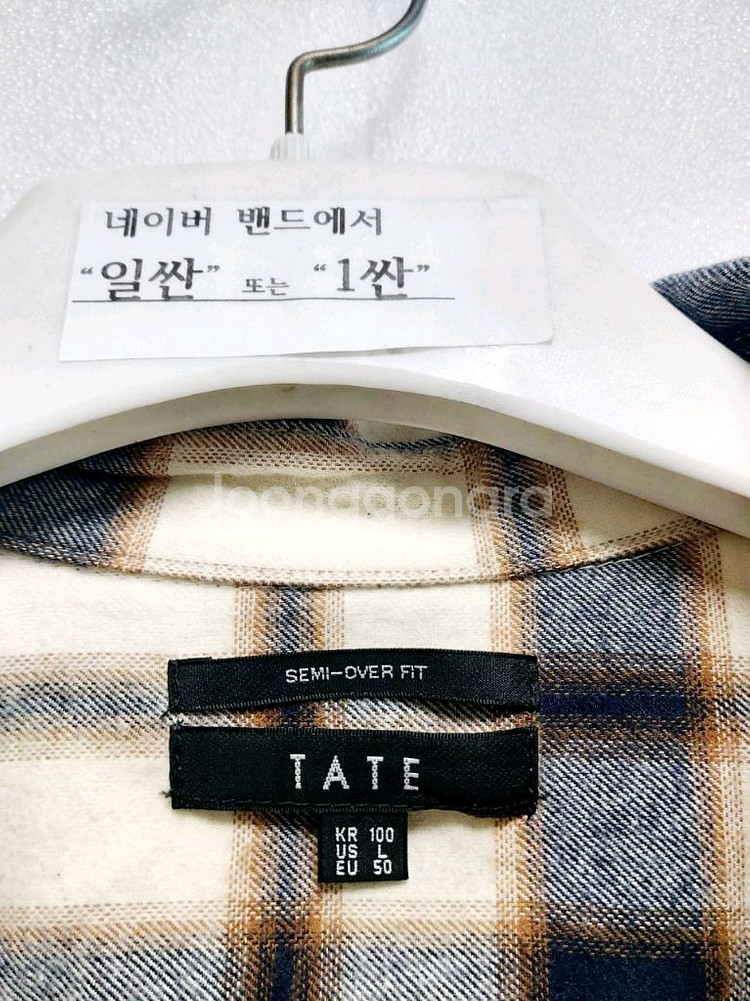 네이버 밴드에서
“일싼” 또는 “1싼”
Joonggonara
SEMI-OVER FIT
TATE
KR 100
US L
EU 50